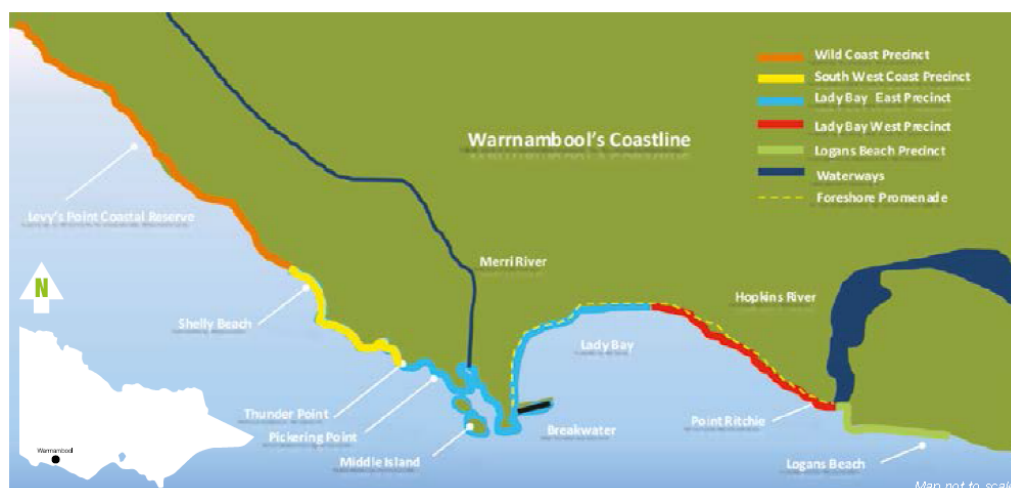 Wild Coast Precinct
South West Coast Precinct
Lady Bay East Precinct
Warrnambool's Coastline
Lady Bay West Precinct
Logans Beach Precinct
Waterways
Foreshore Promenade
Levy's Point Coastal Reserve
Merri River
N
Hopkins River
Shelly Beach
Lady Bay
Thunder Point
Point Ritchie
Pickering Point
Breakwater
Middle Island
Logans Beach
Warrnambool
Map not to scale